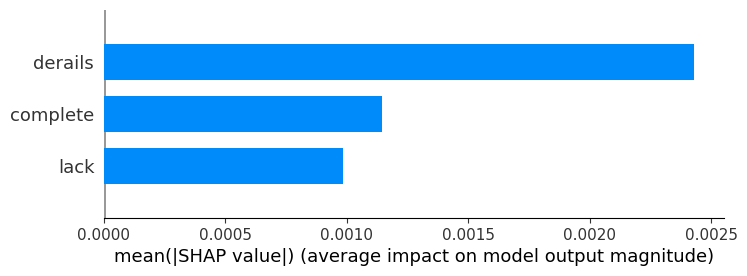 derails
complete
lack
0.0000 0.0005 0.0010 0.0015 0.0020 0.0025
mean(|SHAP value|) (average impact on model output magnitude)